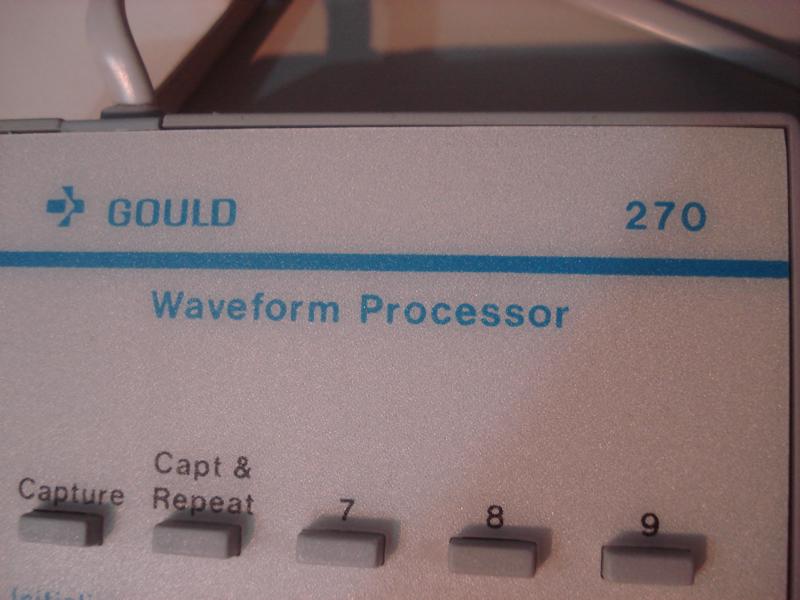 GOULD 270
Waveform Processor
Capture Capt & Repeat 7 8 9